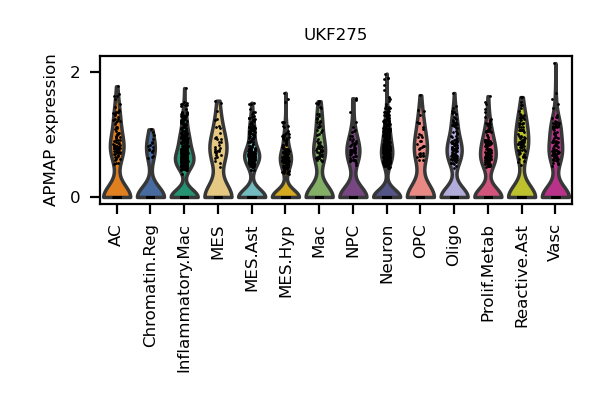 UKF275
APMAP expression
2
0
AC
Chromatin.Reg
Inflammatory.Mac
MES
MES.Ast
MES.Hyp
Mac
NPC
Neuron
OPC
Oligo
Prolif.Metab
Reactive.Ast
Vasc